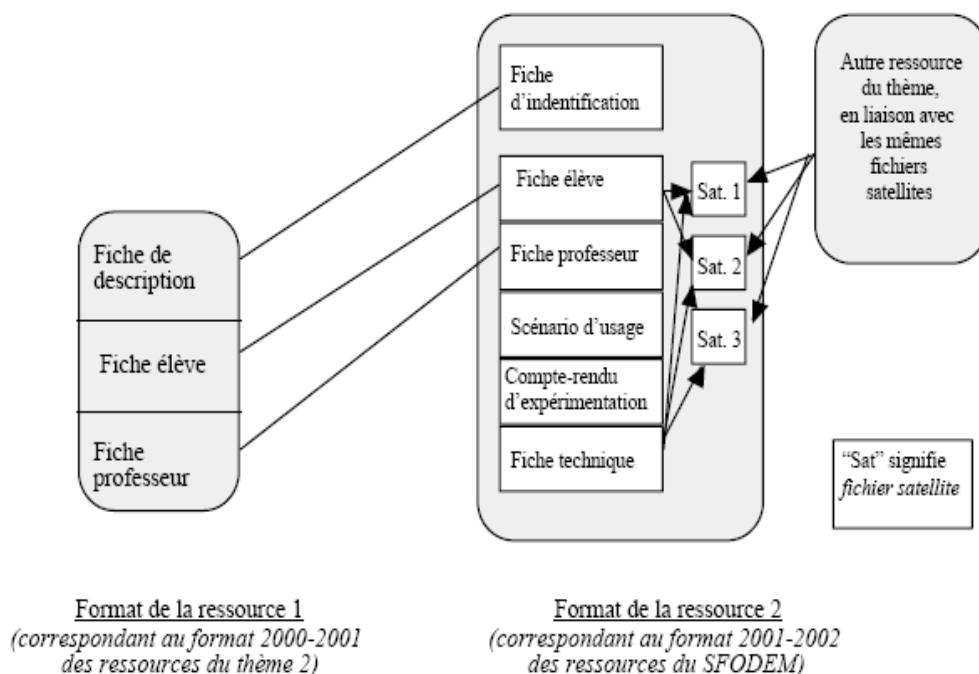 Fiche de
description
Fiche élève
Fiche
professeur
Fiche
d’indentification
Fiche élève
Fiche professeur
Scénario d’usage
Compte-rendu
d’expérimentation
Fiche technique
Sat. 1
Sat. 2
Sat. 3
Autre ressource
du thème,
en liaison avec
les mêmes
fichiers
satellites
“Sat” signifie
fichier satellite
Format de la ressource 1
(correspondant au format 2000-2001
des ressources du thème 2)
Format de la ressource 2
(correspondant au format 2001-2002
des ressources du SFODEM)